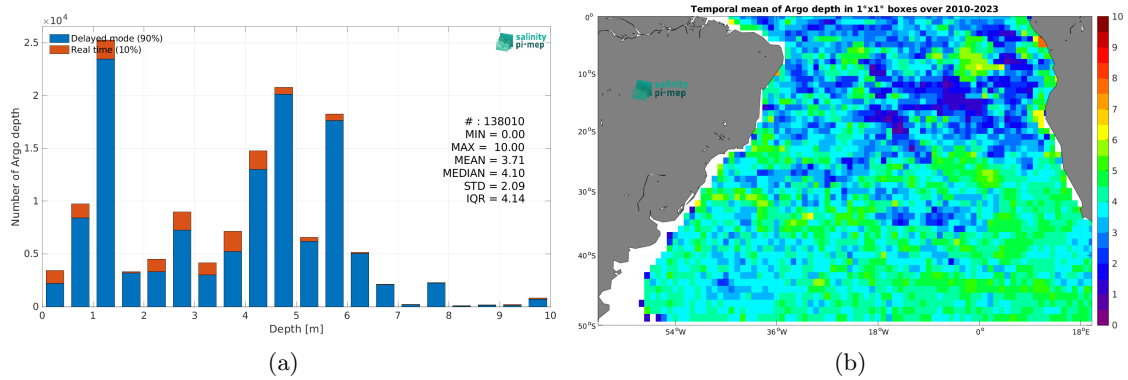 ×10⁴
Delayed mode (90%)
Real time (10%)
salinity
pi-mep
2.5
2
1.5
1
0.5
0
Number of Argo depth
# : 138010
MIN = 0.00
MAX = 10.00
MEAN = 3.71
MEDIAN = 4.10
STD = 2.09
IQR = 4.14
0 1 2 3 4 5 6 7 8 9 10
Depth [m]
(a)
Temporal mean of Argo depth in 1°x1° boxes over 2010-2023
0°
10°S
20°S
30°S
40°S
50°S
salinity
pi-mep
54°W 36°W 18°W 0° 18°E
10
9
8
7
6
5
4
3
2
1
0
(b)